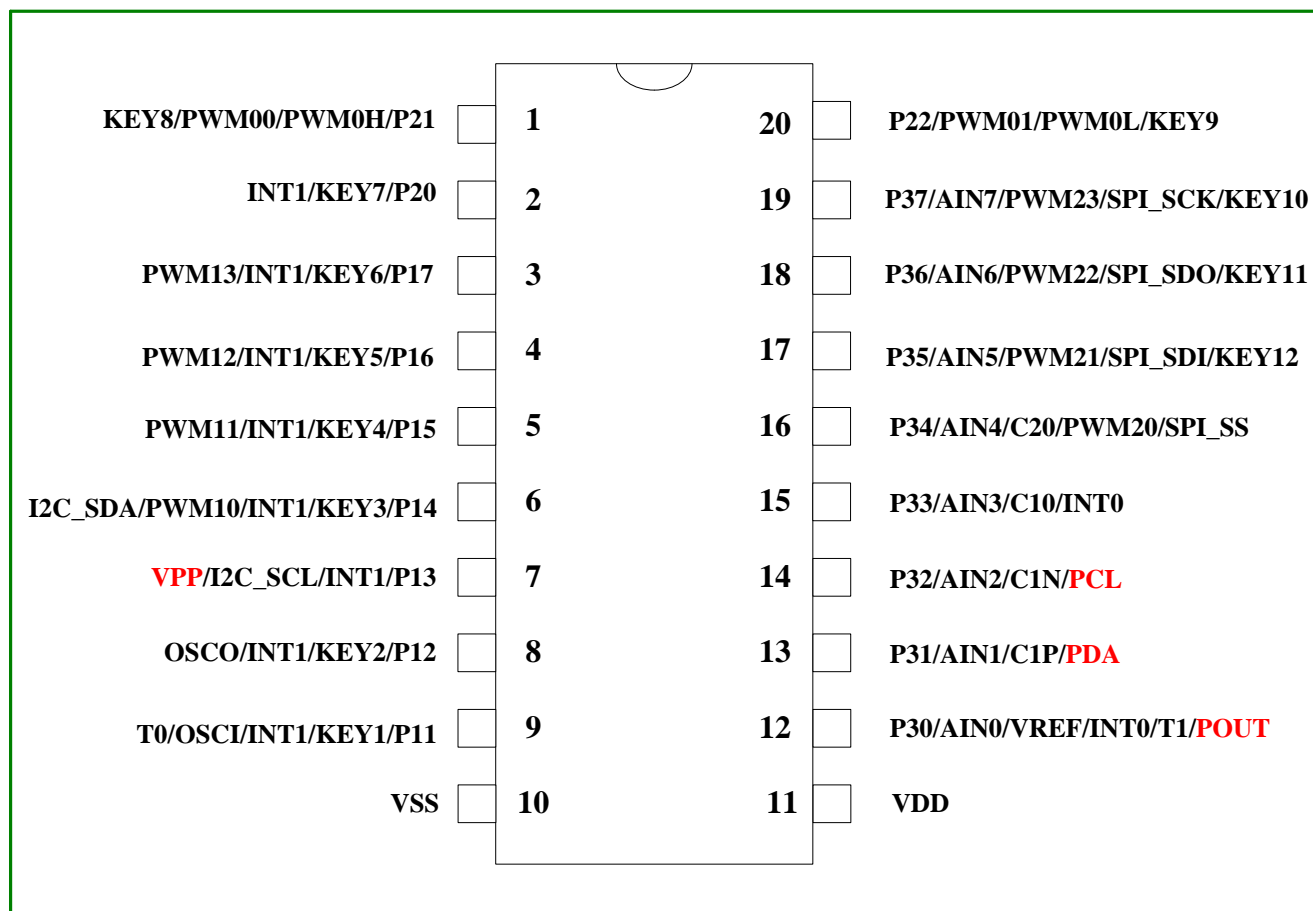 KEY8/PWM00/PWM0H/P21 1 20 P22/PWM01/PWM0L/KEY9
INT1/KEY7/P20 2 19 P37/AIN7/PWM23/SPI_SCK/KEY10
PWM13/INT1/KEY6/P17 3 18 P36/AIN6/PWM22/SPI_SDO/KEY11
PWM12/INT1/KEY5/P16 4 17 P35/AIN5/PWM21/SPI_SDI/KEY12
PWM11/INT1/KEY4/P15 5 16 P34/AIN4/C20/PWM20/SPI_SS
I2C_SDA/PWM10/INT1/KEY3/P14 6 15 P33/AIN3/C10/INT0
VPP/I2C_SCL/INT1/P13 7 14 P32/AIN2/C1N/PCL
OSCO/INT1/KEY2/P12 8 13 P31/AIN1/C1P/PDA
T0/OSCI/INT1/KEY1/P11 9 12 P30/AIN0/VREF/INT0/T1/POUT
VSS 10 11 VDD